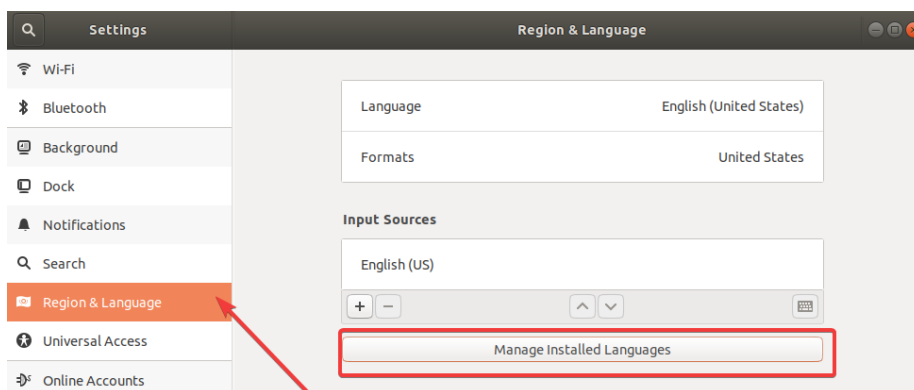 Settings
Region & Language
Wi-Fi
Bluetooth
Background
Dock
Notifications
Search
Region & Language
Universal Access
Online Accounts
Language English (United States)
Formats United States
Input Sources
English (US)
Manage Installed Languages